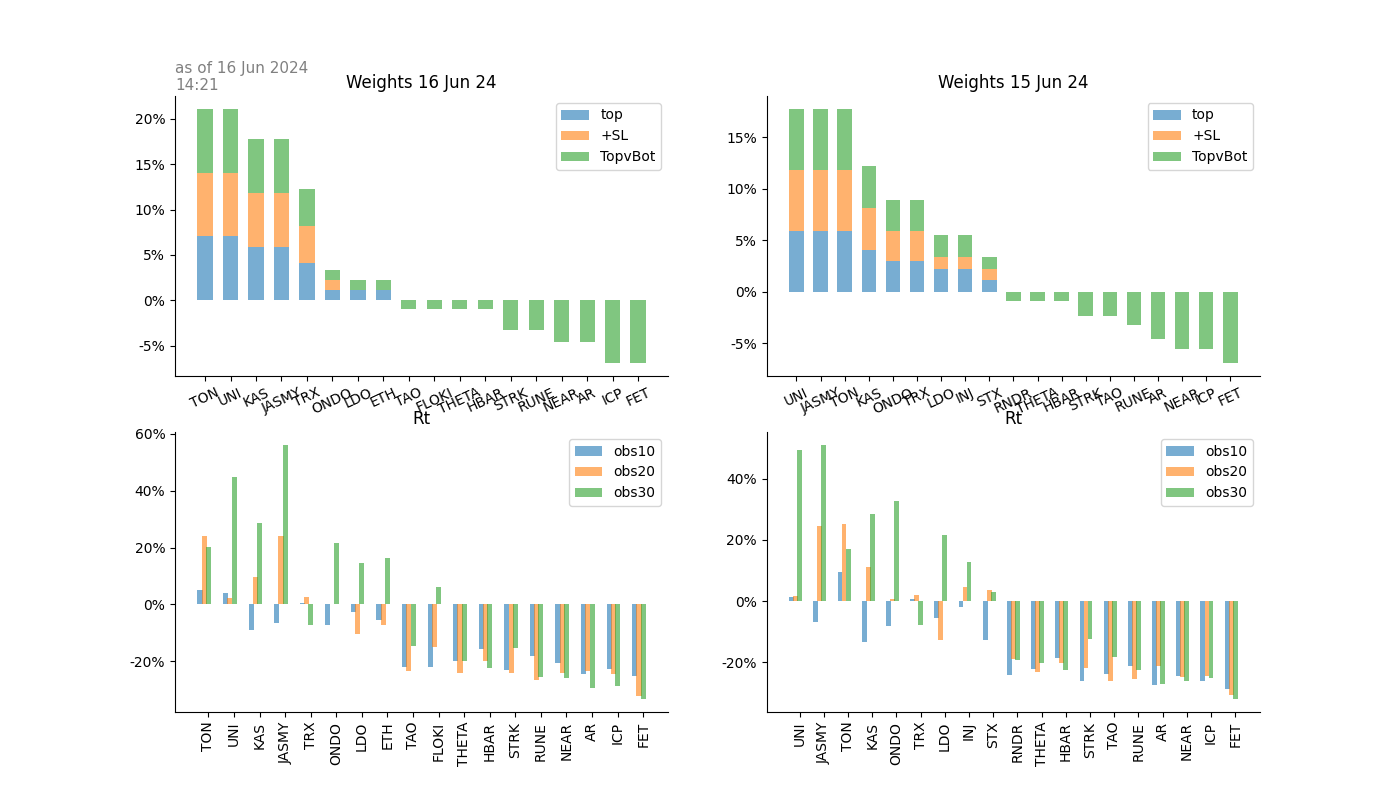 as of 16 Jun 2024
14:21
Weights 16 Jun 24
20%
15%
10%
5%
0%
-5%
top
+SL
TopvBot
TON UNI KAS JASMY TRX ONDO LDO ETH TAO FLOKI THETA HBAR STRK RUNE NEAR AR ICP FET
Weights 15 Jun 24
15%
10%
5%
0%
-5%
top
+SL
TopvBot
UNI JASMY TON KAS ONDO TRX LDO INJ STX RNDR THETA HBAR STRK TAO RUNE AR NEAR ICP FET
Rt
60%
40%
20%
0%
-20%
obs10
obs20
obs30
TON UNI KAS JASMY TRX ONDO LDO ETH TAO FLOKI THETA HBAR STRK RUNE NEAR AR ICP FET
Rt
40%
20%
0%
-20%
obs10
obs20
obs30
UNI JASMY TON KAS ONDO TRX LDO INJ STX RNDR THETA HBAR STRK TAO RUNE AR NEAR ICP FET